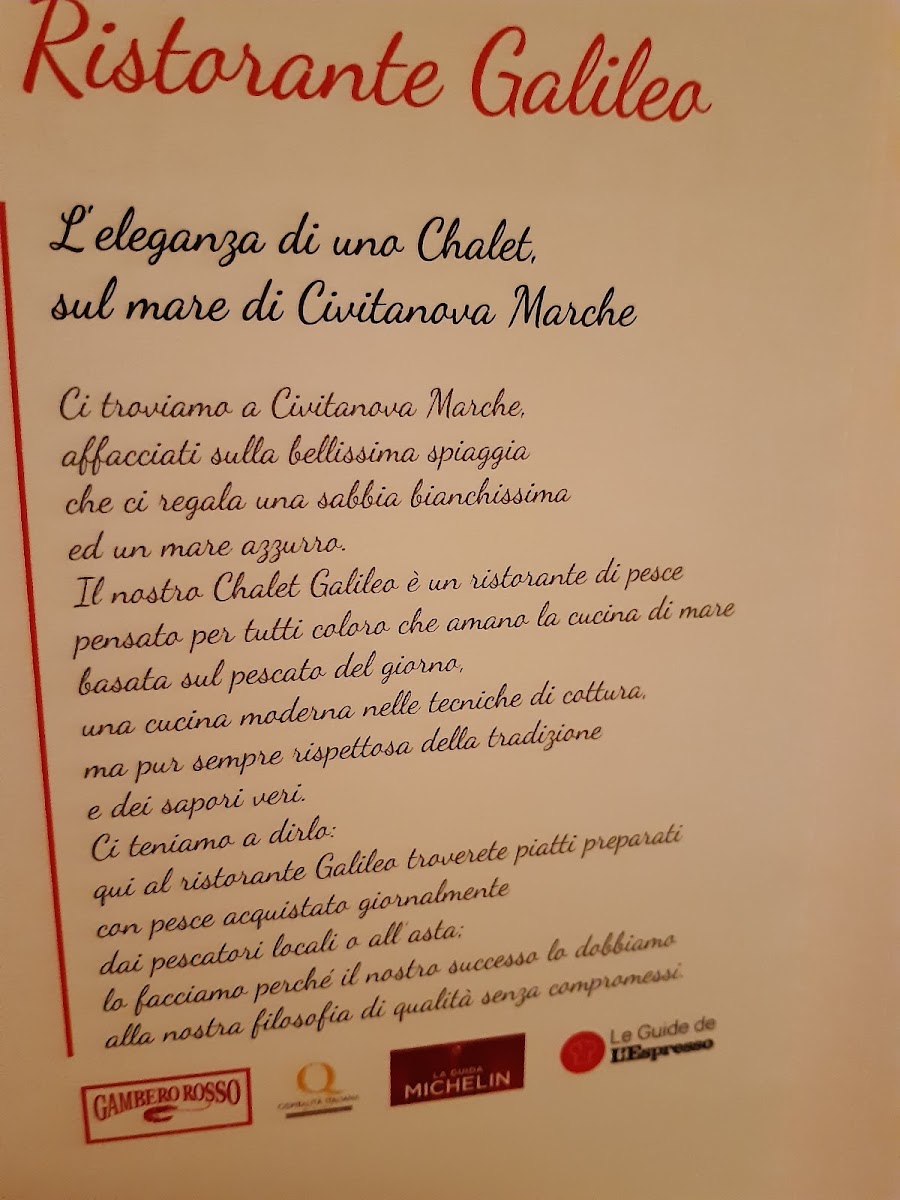 Ristorante Galileo
L'eleganza di uno Chalet,
sul mare di Civitanova Marche
Ci troviamo a Civitanova Marche,
affacciati sulla bellissima spiaggia
che ci regala una sabbia bianchissima
ed un mare azzurro.
Il nostro Chalet Galileo è un ristorante di pesce
pensato per tutti coloro che amano la cucina di mare
basata sul pescato del giorno,
una cucina moderna nelle tecniche di cottura,
ma pur sempre rispettosa della tradizione
e dei sapori veri.
Ci teniamo a dirlo:
qui al ristorante Galileo troverete piatti preparati
con pesce acquistato giornalmente
dai pescatori locali o all'asta;
lo facciamo perché il nostro successo lo dobbiamo
alla nostra filosofia di qualità senza compromessi.
GAMBERO ROSSO
Q
OSPITALITÀ ITALIANA
LA GUIDA
MICHELIN
Le Guide de
L'Espresso